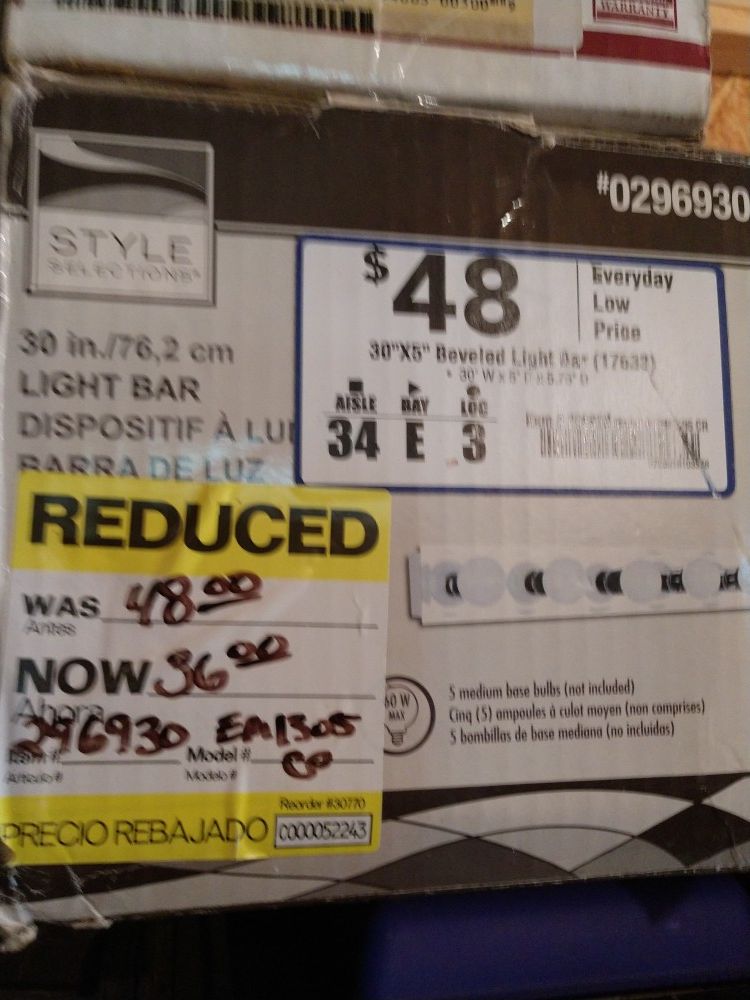 WARRANTY
#0296930
STYLE
SELECTIONS®
$48
Everyday
Low
Price
30"X5" Beveled Light
AISLE BAY LOC
34 E 3
30 in./76,2 cm
LIGHT BAR
DISPOSITIF À LU
BARRA DE LUZ
REDUCED
WAS 48.00
Antes
NOW 36.00
Ahora
296930 EM1305
CP
Item #
Model #
Artículo #
Modelo #
Reorder #30770
PRECIO REBAJADO C000052243
60 W
MAX
5 medium base bulbs (not included)
Cinq (5) ampoules à culot moyen (non comprises)
5 bombillas de base mediana (no incluidas)